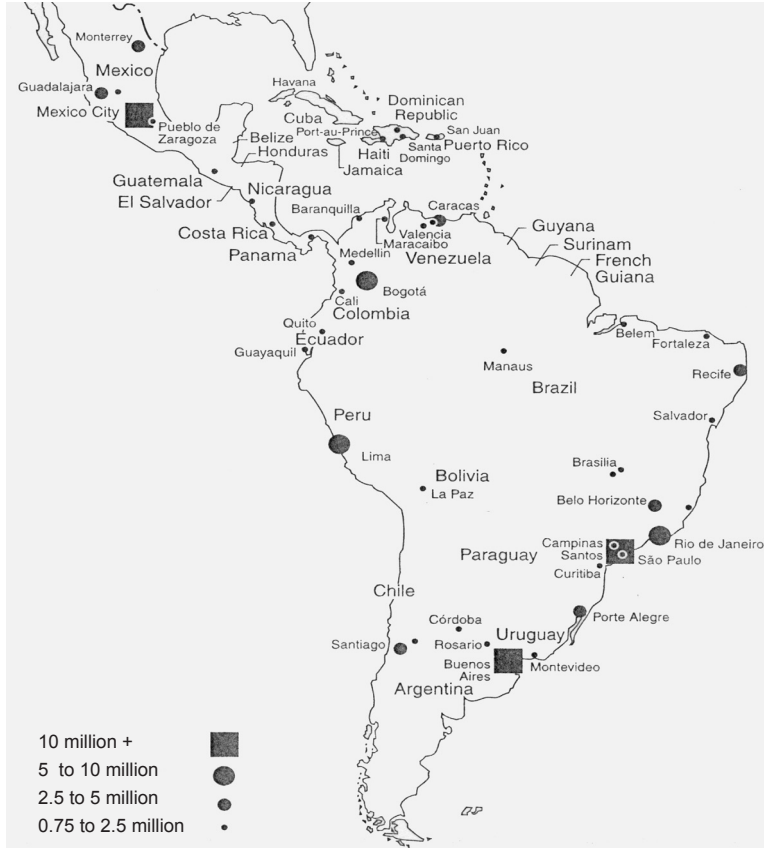 Monterrey
Mexico
Guadalajara
Mexico City
Pueblo de
Zaragoza
Havana
Cuba
Port-au-Prince
Haiti
Jamaica
Dominican
Republic
Santa
Domingo
San Juan
Puerto Rico
Belize
Honduras
Guatemala
El Salvador
Nicaragua
Costa Rica
Panama
Baranquilla
Maracaibo
Caracas
Valencia
Venezuela
Medellin
Bogotá
Cali
Colombia
Guyana
Surinam
French
Guiana
Quito
Ecuador
Guayaquil
Belem
Fortaleza
Manaus
Recife
Brazil
Peru
Lima
Salvador
Brasilia
Bolivia
La Paz
Belo Horizonte
Rio de Janeiro
Campinas
Santos
São Paulo
Paraguay
Curitiba
Chile
Porte Alegre
Córdoba
Uruguay
Santiago
Rosario
Buenos
Aires
Montevideo
Argentina
10 million +
5 to 10 million
2.5 to 5 million
0.75 to 2.5 million